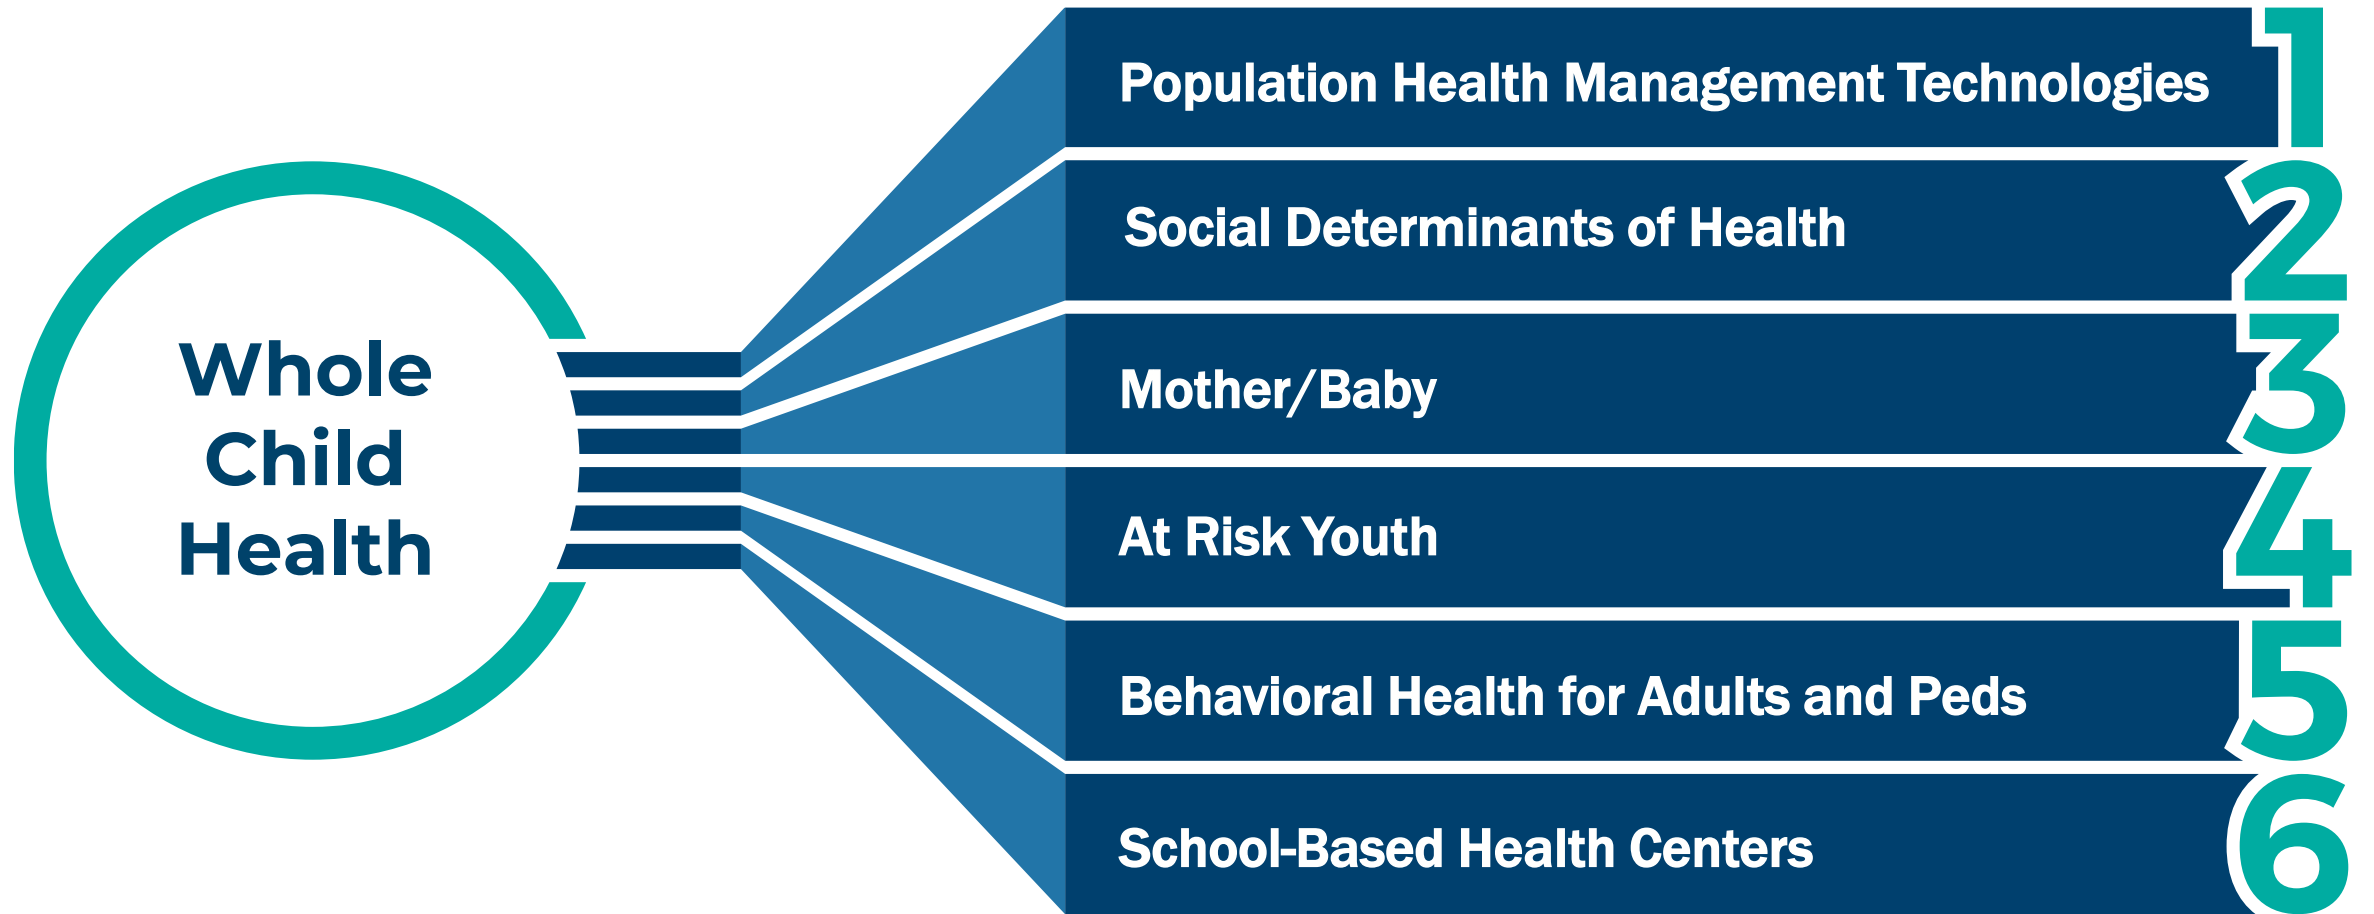 Whole
Child
Health
Population Health Management Technologies
1
Social Determinants of Health
2
Mother/Baby
3
At Risk Youth
4
Behavioral Health for Adults and Peds
5
School-Based Health Centers
6